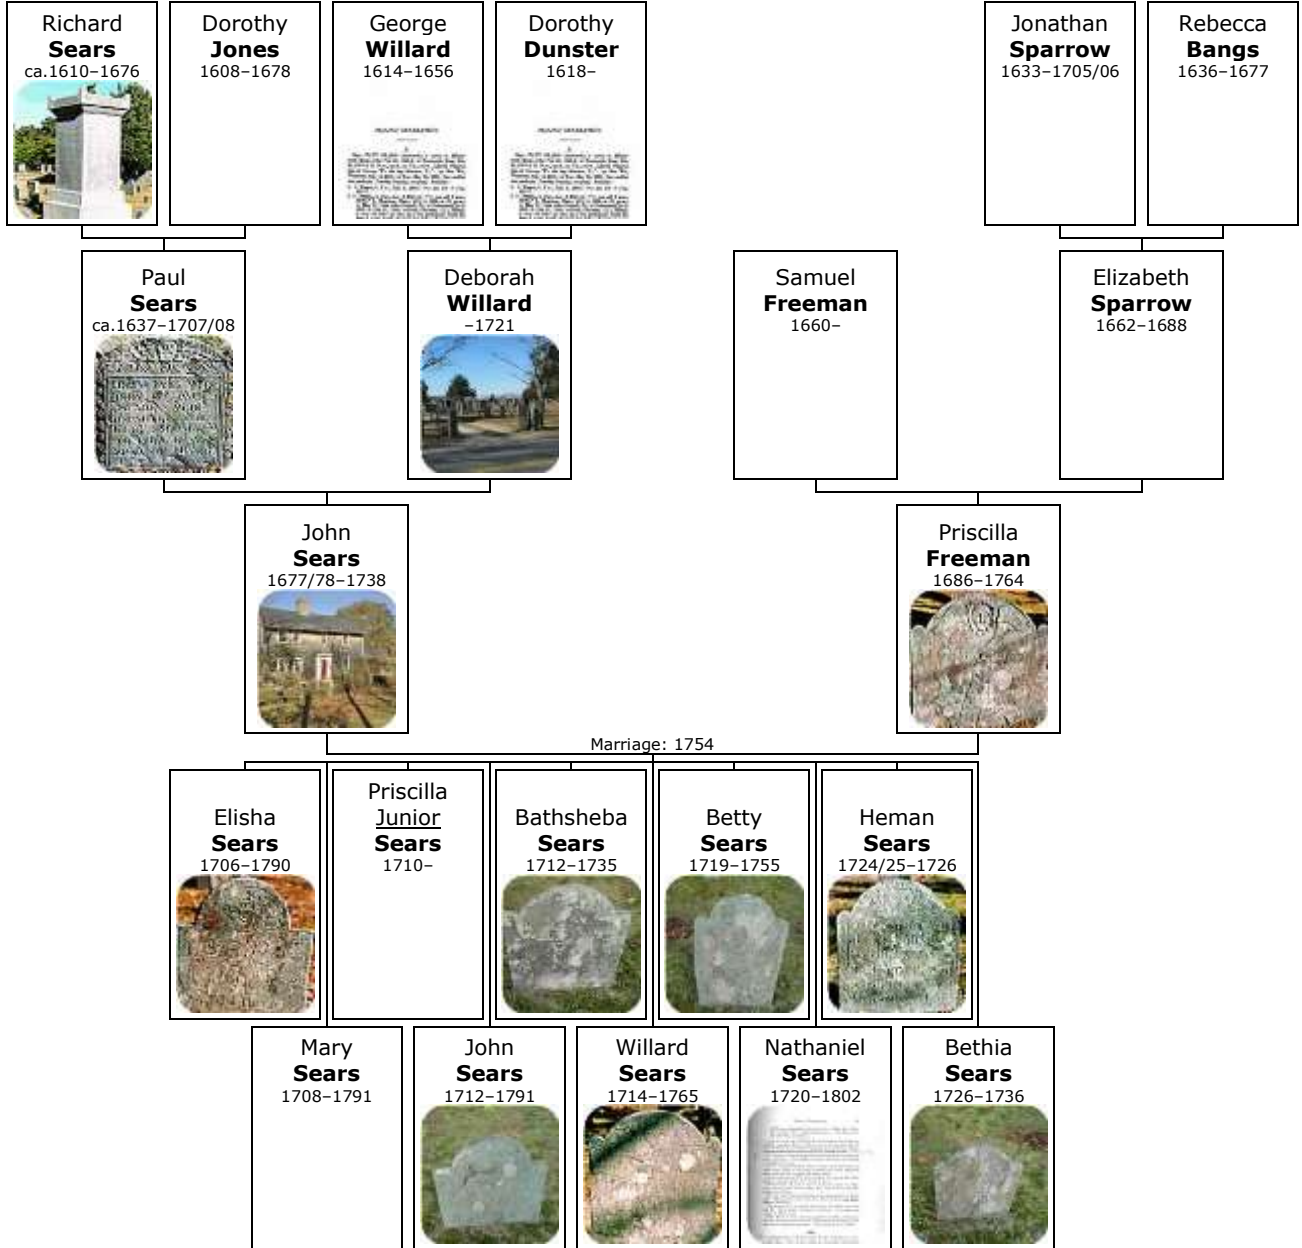 Richard
Sears
ca.1610–1676
Dorothy
Jones
1608–1678
George
Willard
1614–1656
Dorothy
Dunster
1618–
Jonathan
Sparrow
1633–1705/06
Rebecca
Bangs
1636–1677
Paul
Sears
ca.1637–1707/08
Deborah
Willard
–1721
Samuel
Freeman
1660–
Elizabeth
Sparrow
1662–1688
John
Sears
1677/78–1738
Priscilla
Freeman
1686–1764
Marriage: 1754
Elisha
Sears
1706–1790
Priscilla
Junior
Sears
1710–
Bathsheba
Sears
1712–1735
Betty
Sears
1719–1755
Heman
Sears
1724/25–1726
Mary
Sears
1708–1791
John
Sears
1712–1791
Willard
Sears
1714–1765
Nathaniel
Sears
1720–1802
Bethia
Sears
1726–1736